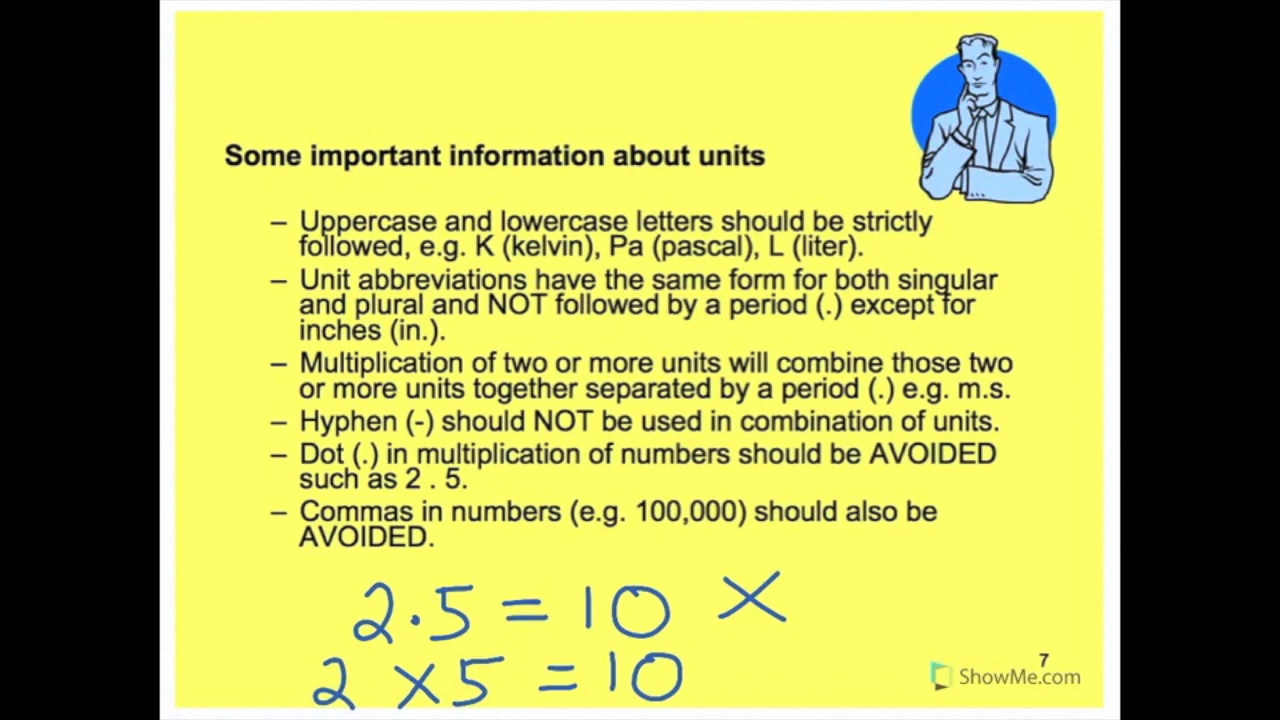 Some important information about units
– Uppercase and lowercase letters should be strictly
followed, e.g. K (kelvin), Pa (pascal), L (liter).
– Unit abbreviations have the same form for both singular
and plural and NOT followed by a period (.) except for
inches (in.).
– Multiplication of two or more units will combine those two
or more units together separated by a period (.) e.g. m.s.
– Hyphen (-) should NOT be used in combination of units.
– Dot (.) in multiplication of numbers should be AVOIDED
such as 2 . 5.
– Commas in numbers (e.g. 100,000) should also be
AVOIDED.
2·5 = 10 ×
2 × 5 = 10
7
ShowMe.com